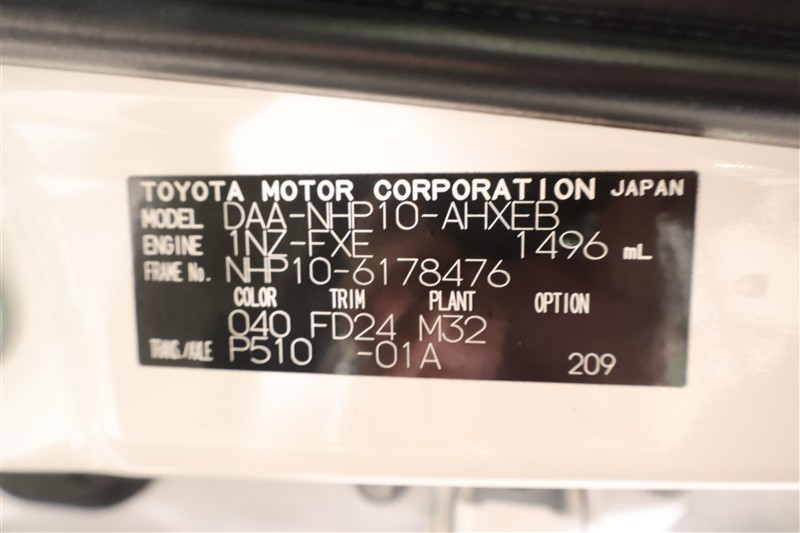 TOYOTA MOTOR CORPORATION JAPAN
MODEL DAA-NHP10-AHXEB
ENGINE 1NZ-FXE 1496 mL
FRAME No. NHP10-6178476
COLOR TRIM PLANT OPTION
040 FD24 M32
TRANS./AXLE P510 -01A 209